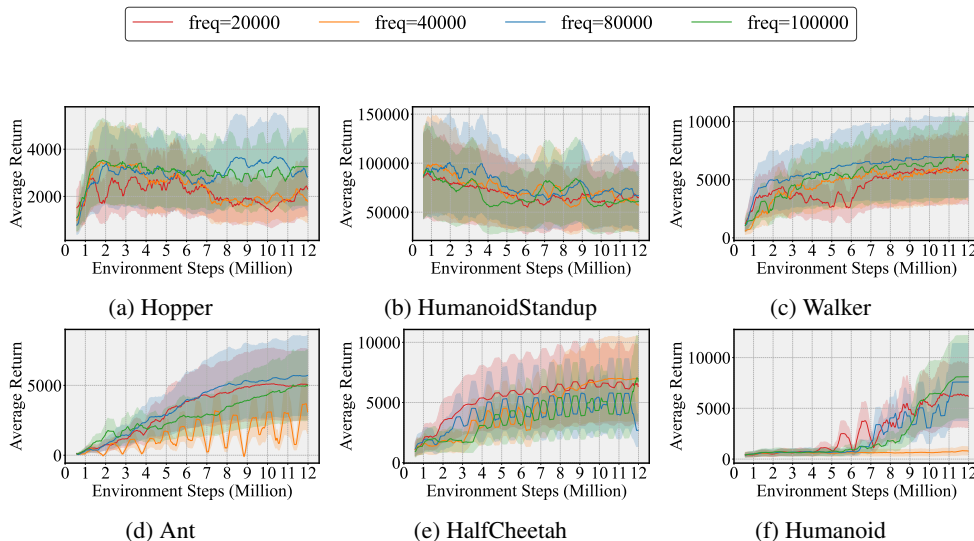 freq=20000 freq=40000 freq=80000 freq=100000
4000
2000
Average Return
0 1 2 3 4 5 6 7 8 9 10 11 12
Environment Steps (Million)
(a) Hopper
150000
100000
50000
Average Return
0 1 2 3 4 5 6 7 8 9 10 11 12
Environment Steps (Million)
(b) HumanoidStandup
10000
5000
0
Average Return
0 1 2 3 4 5 6 7 8 9 10 11 12
Environment Steps (Million)
(c) Walker
5000
0
Average Return
0 1 2 3 4 5 6 7 8 9 10 11 12
Environment Steps (Million)
(d) Ant
10000
5000
0
Average Return
0 1 2 3 4 5 6 7 8 9 10 11 12
Environment Steps (Million)
(e) HalfCheetah
10000
5000
0
Average Return
0 1 2 3 4 5 6 7 8 9 10 11 12
Environment Steps (Million)
(f) Humanoid